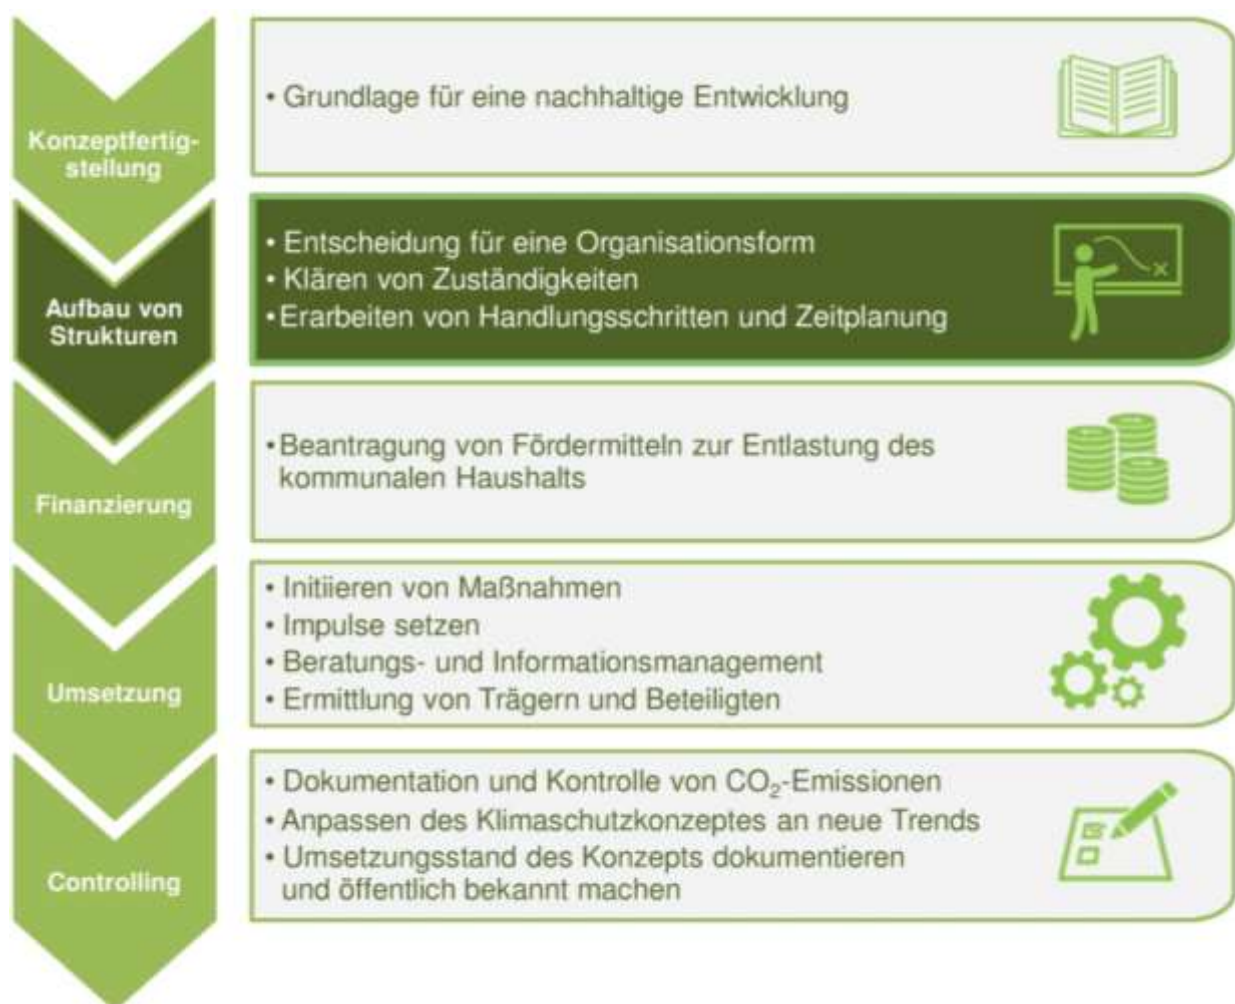 Konzeptfertig-
stellung
• Grundlage für eine nachhaltige Entwicklung
Aufbau von
Strukturen
• Entscheidung für eine Organisationsform
• Klären von Zuständigkeiten
• Erarbeiten von Handlungsschritten und Zeitplanung
Finanzierung
• Beantragung von Fördermitteln zur Entlastung des
kommunalen Haushalts
Umsetzung
• Initiieren von Maßnahmen
• Impulse setzen
• Beratungs- und Informationsmanagement
• Ermittlung von Trägern und Beteiligten
Controlling
• Dokumentation und Kontrolle von CO₂-Emissionen
• Anpassen des Klimaschutzkonzeptes an neue Trends
• Umsetzungsstand des Konzepts dokumentieren
und öffentlich bekannt machen